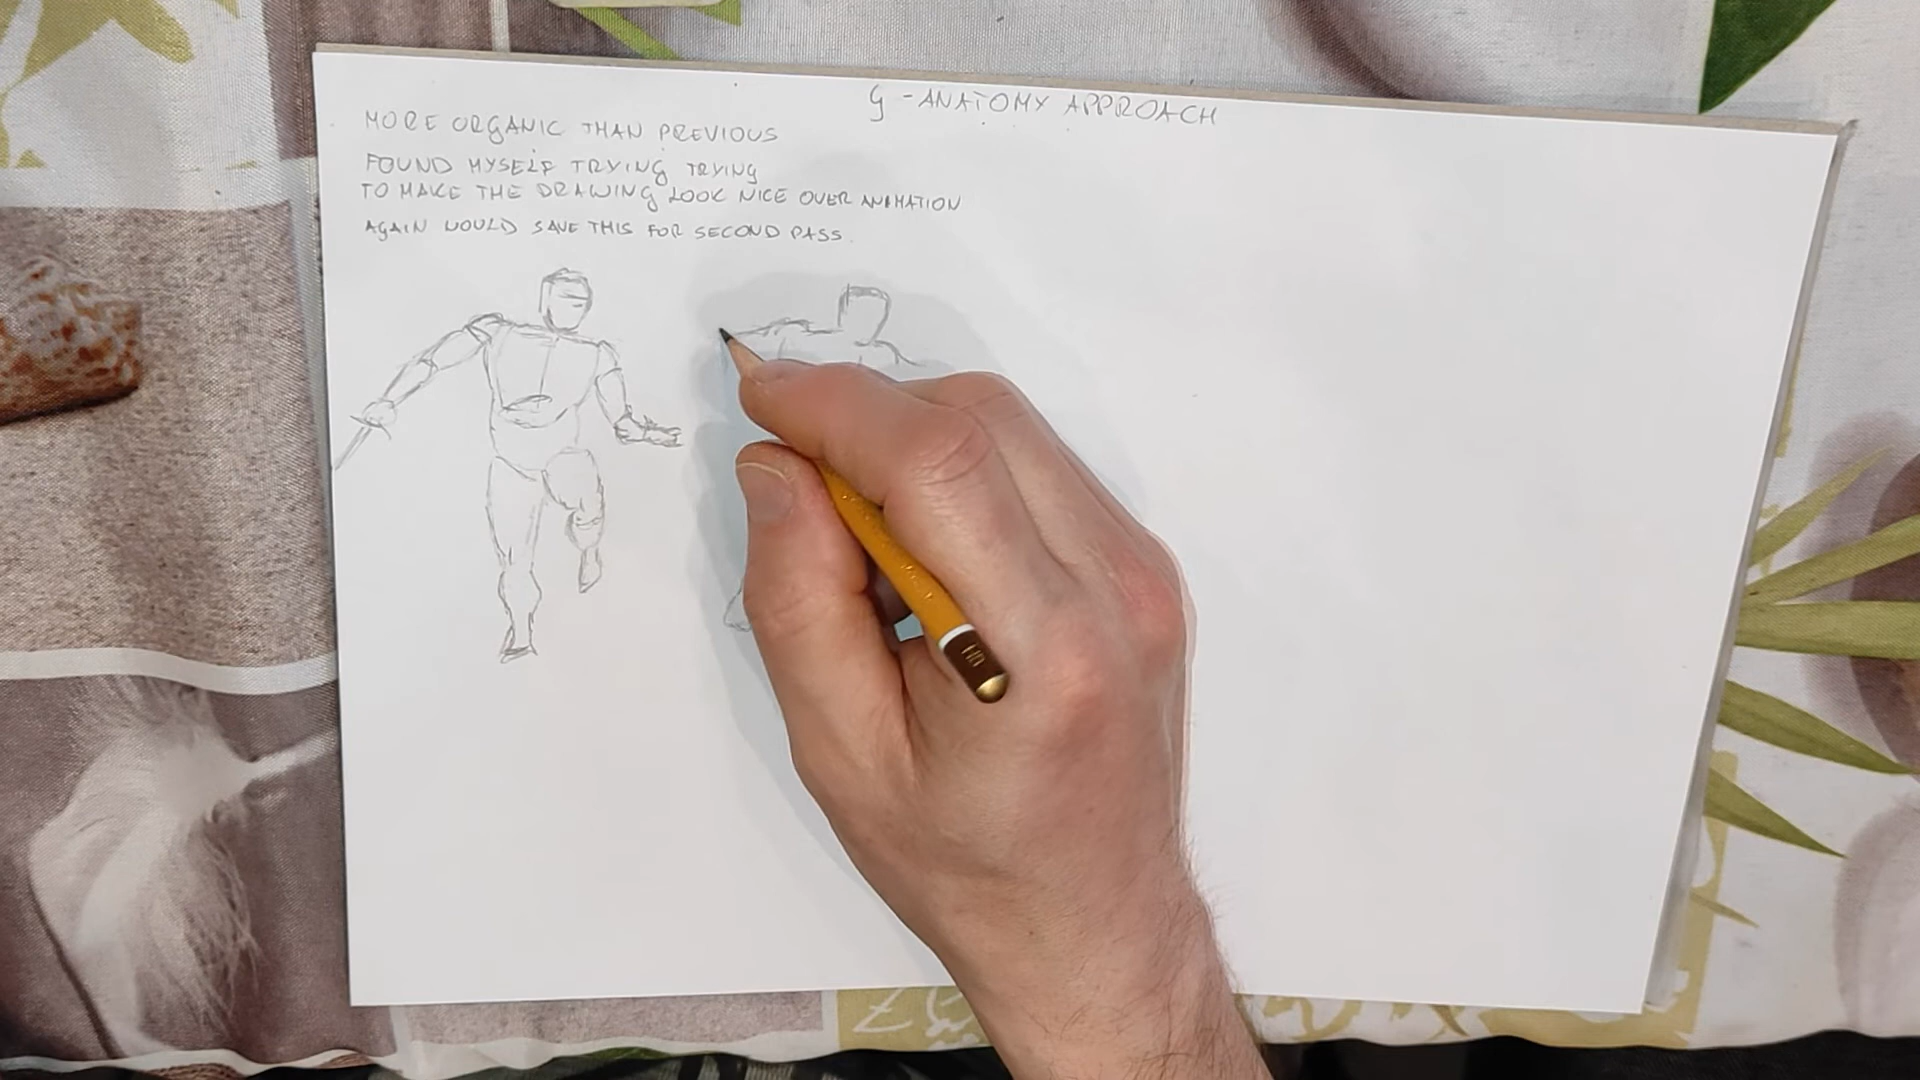 G - ANATOMY APPROACH
MORE ORGANIC THAN PREVIOUS
FOUND MYSELF TRYING TRYING
TO MAKE THE DRAWING LOOK NICE OVER ANIMATION
AGAIN WOULD SAVE THIS FOR SECOND PASS.
HB